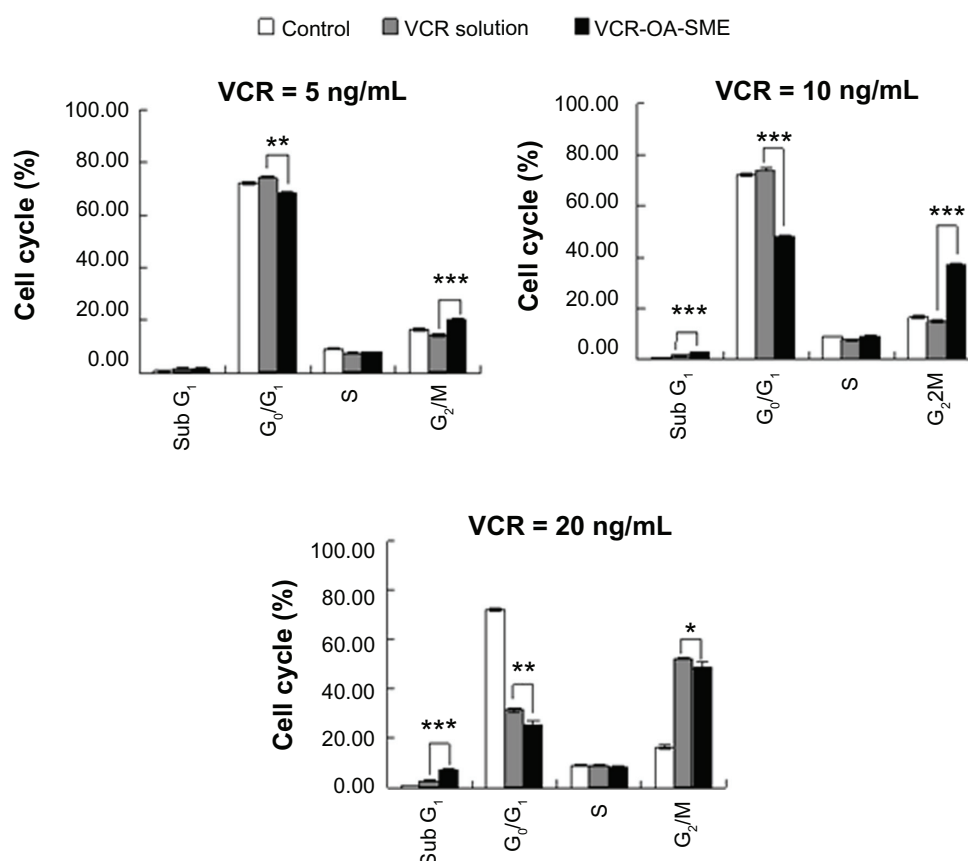 Control VCR solution VCR-OA-SME
VCR = 5 ng/mL
Cell cycle (%)
100.00
80.00
60.00
40.00
20.00
0.00
**
***
Sub G₁
G₀/G₁
S
G₂/M
VCR = 10 ng/mL
Cell cycle (%)
100.00
80.00
60.00
40.00
20.00
0.00
***
***
***
Sub G₁
G₀/G₁
S
G₂2M
VCR = 20 ng/mL
Cell cycle (%)
100.00
80.00
60.00
40.00
20.00
0.00
***
**
*
Sub G₁
G₀/G₁
S
G₂/M